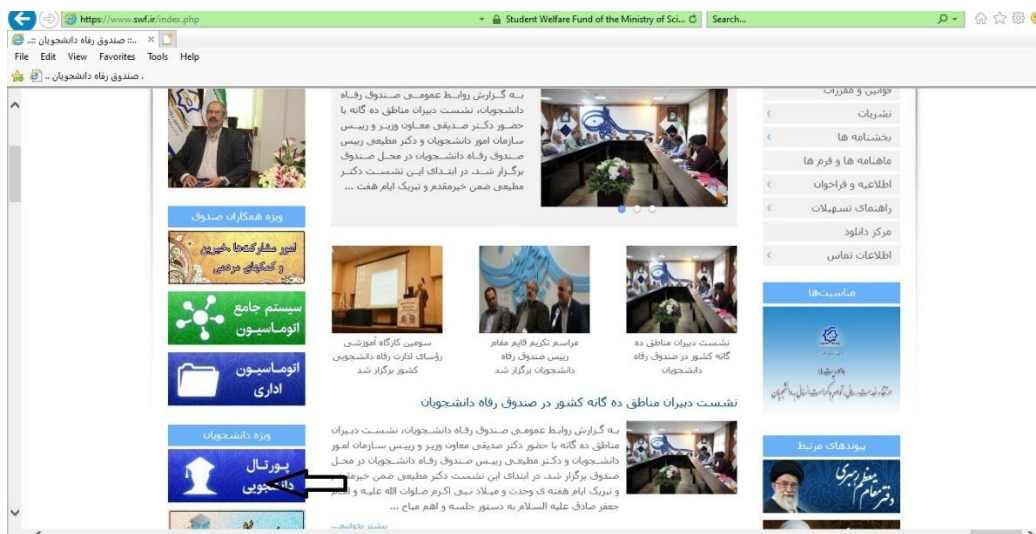 https://www.swf.ir/index.php
Student Welfare Fund of the Ministry of Sci...
Search...
..:: صندوق رفاه دانشجویان ::..
File Edit View Favorites Tools Help
صندوق رفاه دانشجویان ..
قوانین و مقررات
نشریات
بخشنامه ها
ماهنامه ها و فرم ها
اطلاعیه و فراخوان
راهنمای تسهیلات
مرکز دانلود
اطلاعات تماس
مناسبت‌ها
پیوندهای مرتبط
دفتر مقام معظم رهبری
به گزارش روابط عمومی صندوق رفاه
دانشجویان، نشست دبیران مناطق ده گانه با
حضور دکتر صدیقی معاون وزیر و رییس
سازمان امور دانشجویان و دکتر مطیعی رییس
صندوق رفاه دانشجویان در محل صندوق
برگزار شد، در ابتدای این نشست دکتر
مطیعی ضمن خیرمقدم و تبریک ایام هفت ...
نشست دبیران مناطق ده
گانه کشور در صندوق رفاه
دانشجویان
مراسم تکریم قایم مقام
رییس صندوق رفاه
دانشجویان برگزار شد
سومین کارگاه آموزشی
رؤسای ادارت رفاه دانشجویی
کشور برگزار شد
نشست دبیران مناطق ده گانه کشور در صندوق رفاه دانشجویان
به گزارش روابط عمومی صندوق رفاه دانشجویان، نشست دبیران
مناطق ده گانه با حضور دکتر صدیقی معاون وزیر و رییس سازمان امور
دانشجویان و دکتر مطیعی رییس صندوق رفاه دانشجویان در محل
صندوق برگزار شد، در ابتدای این نشست دکتر مطیعی ضمن
و تبریک ایام هفته ی وحدت و میلاد نبی اکرم صلوات الله علیه و
جعفر صادق علیه السلام به دستور جلسه و اهم مباح ...
بیشتر بخوانیم...
ویژه همکاران صندوق
امور مشارکت‌ها ،خیرین
و کمکهای مردمی
سیستم جامع
اتوماسیون
اتوماسیون
اداری
ویژه دانشجویان
پورتال
دانشجویی